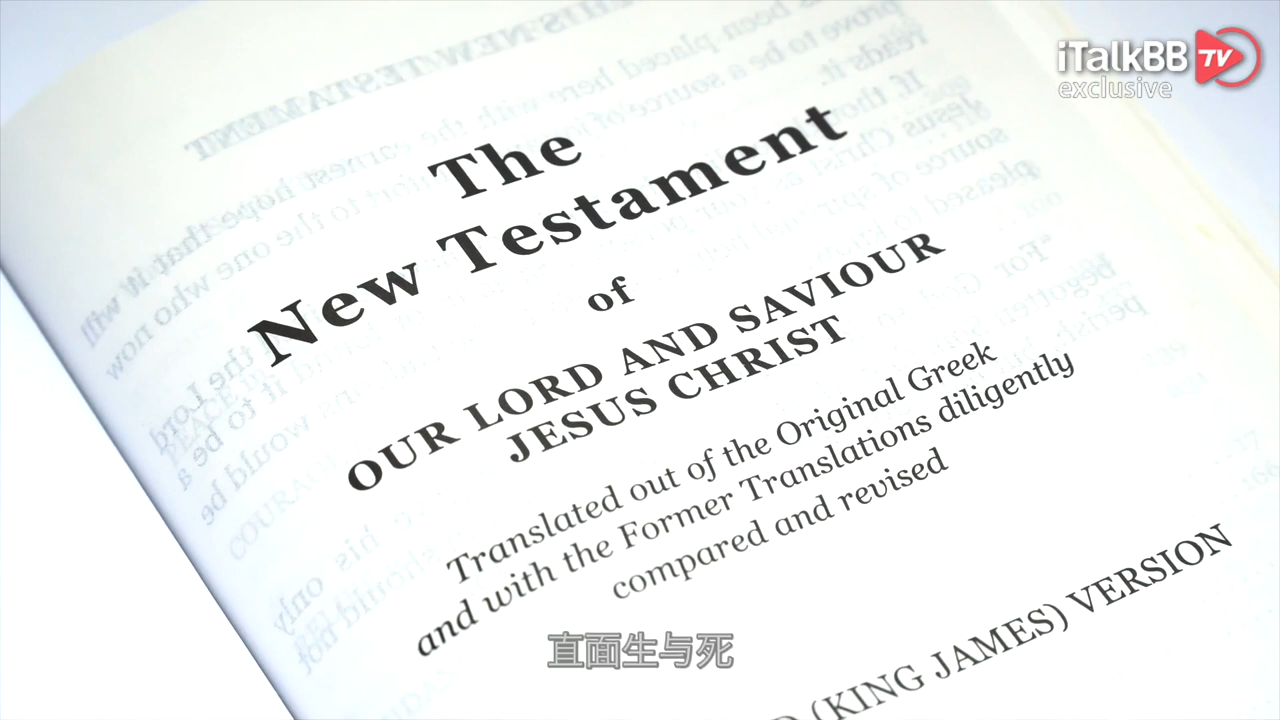 iTalkBB TV
exclusive
The
New Testament
of
OUR LORD AND SAVIOUR
JESUS CHRIST
Translated out of the Original Greek
and with the Former Translations diligently
compared and revised
(KING JAMES) VERSION
直面生与死